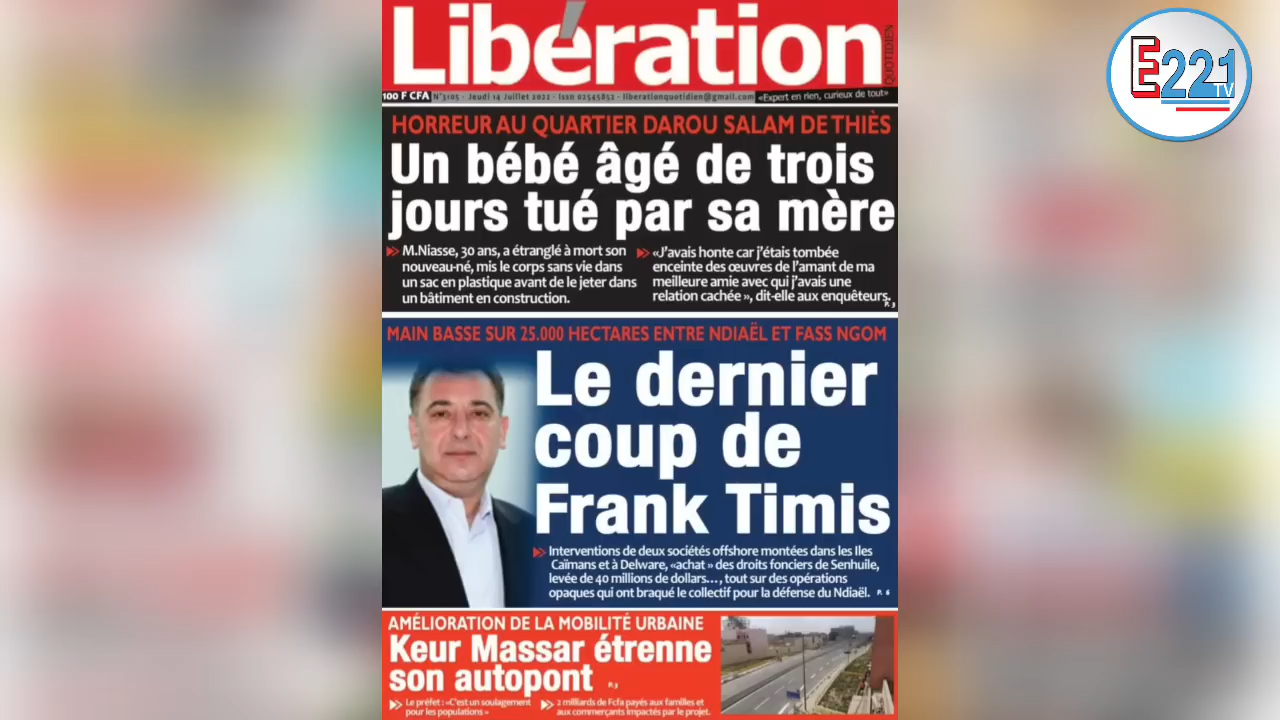 Libération
QUOTIDIEN
100 F CFA N°3105 - Jeudi 14 Juillet 2022 - Issn 02545852 - liberationquotidien@gmail.com «Expert en rien, curieux de tout»
E221
TV
HORREUR AU QUARTIER DAROU SALAM DE THIÈS
Un bébé âgé de trois
jours tué par sa mère
M.Niasse, 30 ans, a étranglé à mort son
nouveau-né, mis le corps sans vie dans
un sac en plastique avant de le jeter dans
un bâtiment en construction.
«J'avais honte car j'étais tombée
enceinte des œuvres de l'amant de ma
meilleure amie avec qui j'avais une
relation cachée », dit-elle aux enquêteurs.
P. 3
MAIN BASSE SUR 25.000 HECTARES ENTRE NDIAËL ET FASS NGOM
Le dernier
coup de
Frank Timis
Interventions de deux sociétés offshore montées dans les Iles
Caïmans et à Delware, «achat » des droits fonciers de Senhuile,
levée de 40 millions de dollars…, tout sur des opérations
opaques qui ont braqué le collectif pour la défense du Ndiaël. P. 6
AMÉLIORATION DE LA MOBILITÉ URBAINE
Keur Massar étrenne
son autopont P.3
Le préfet : «C'est un soulagement
pour les populations »
2 milliards de Fcfa payés aux familles et
aux commerçants impactés par le projet.